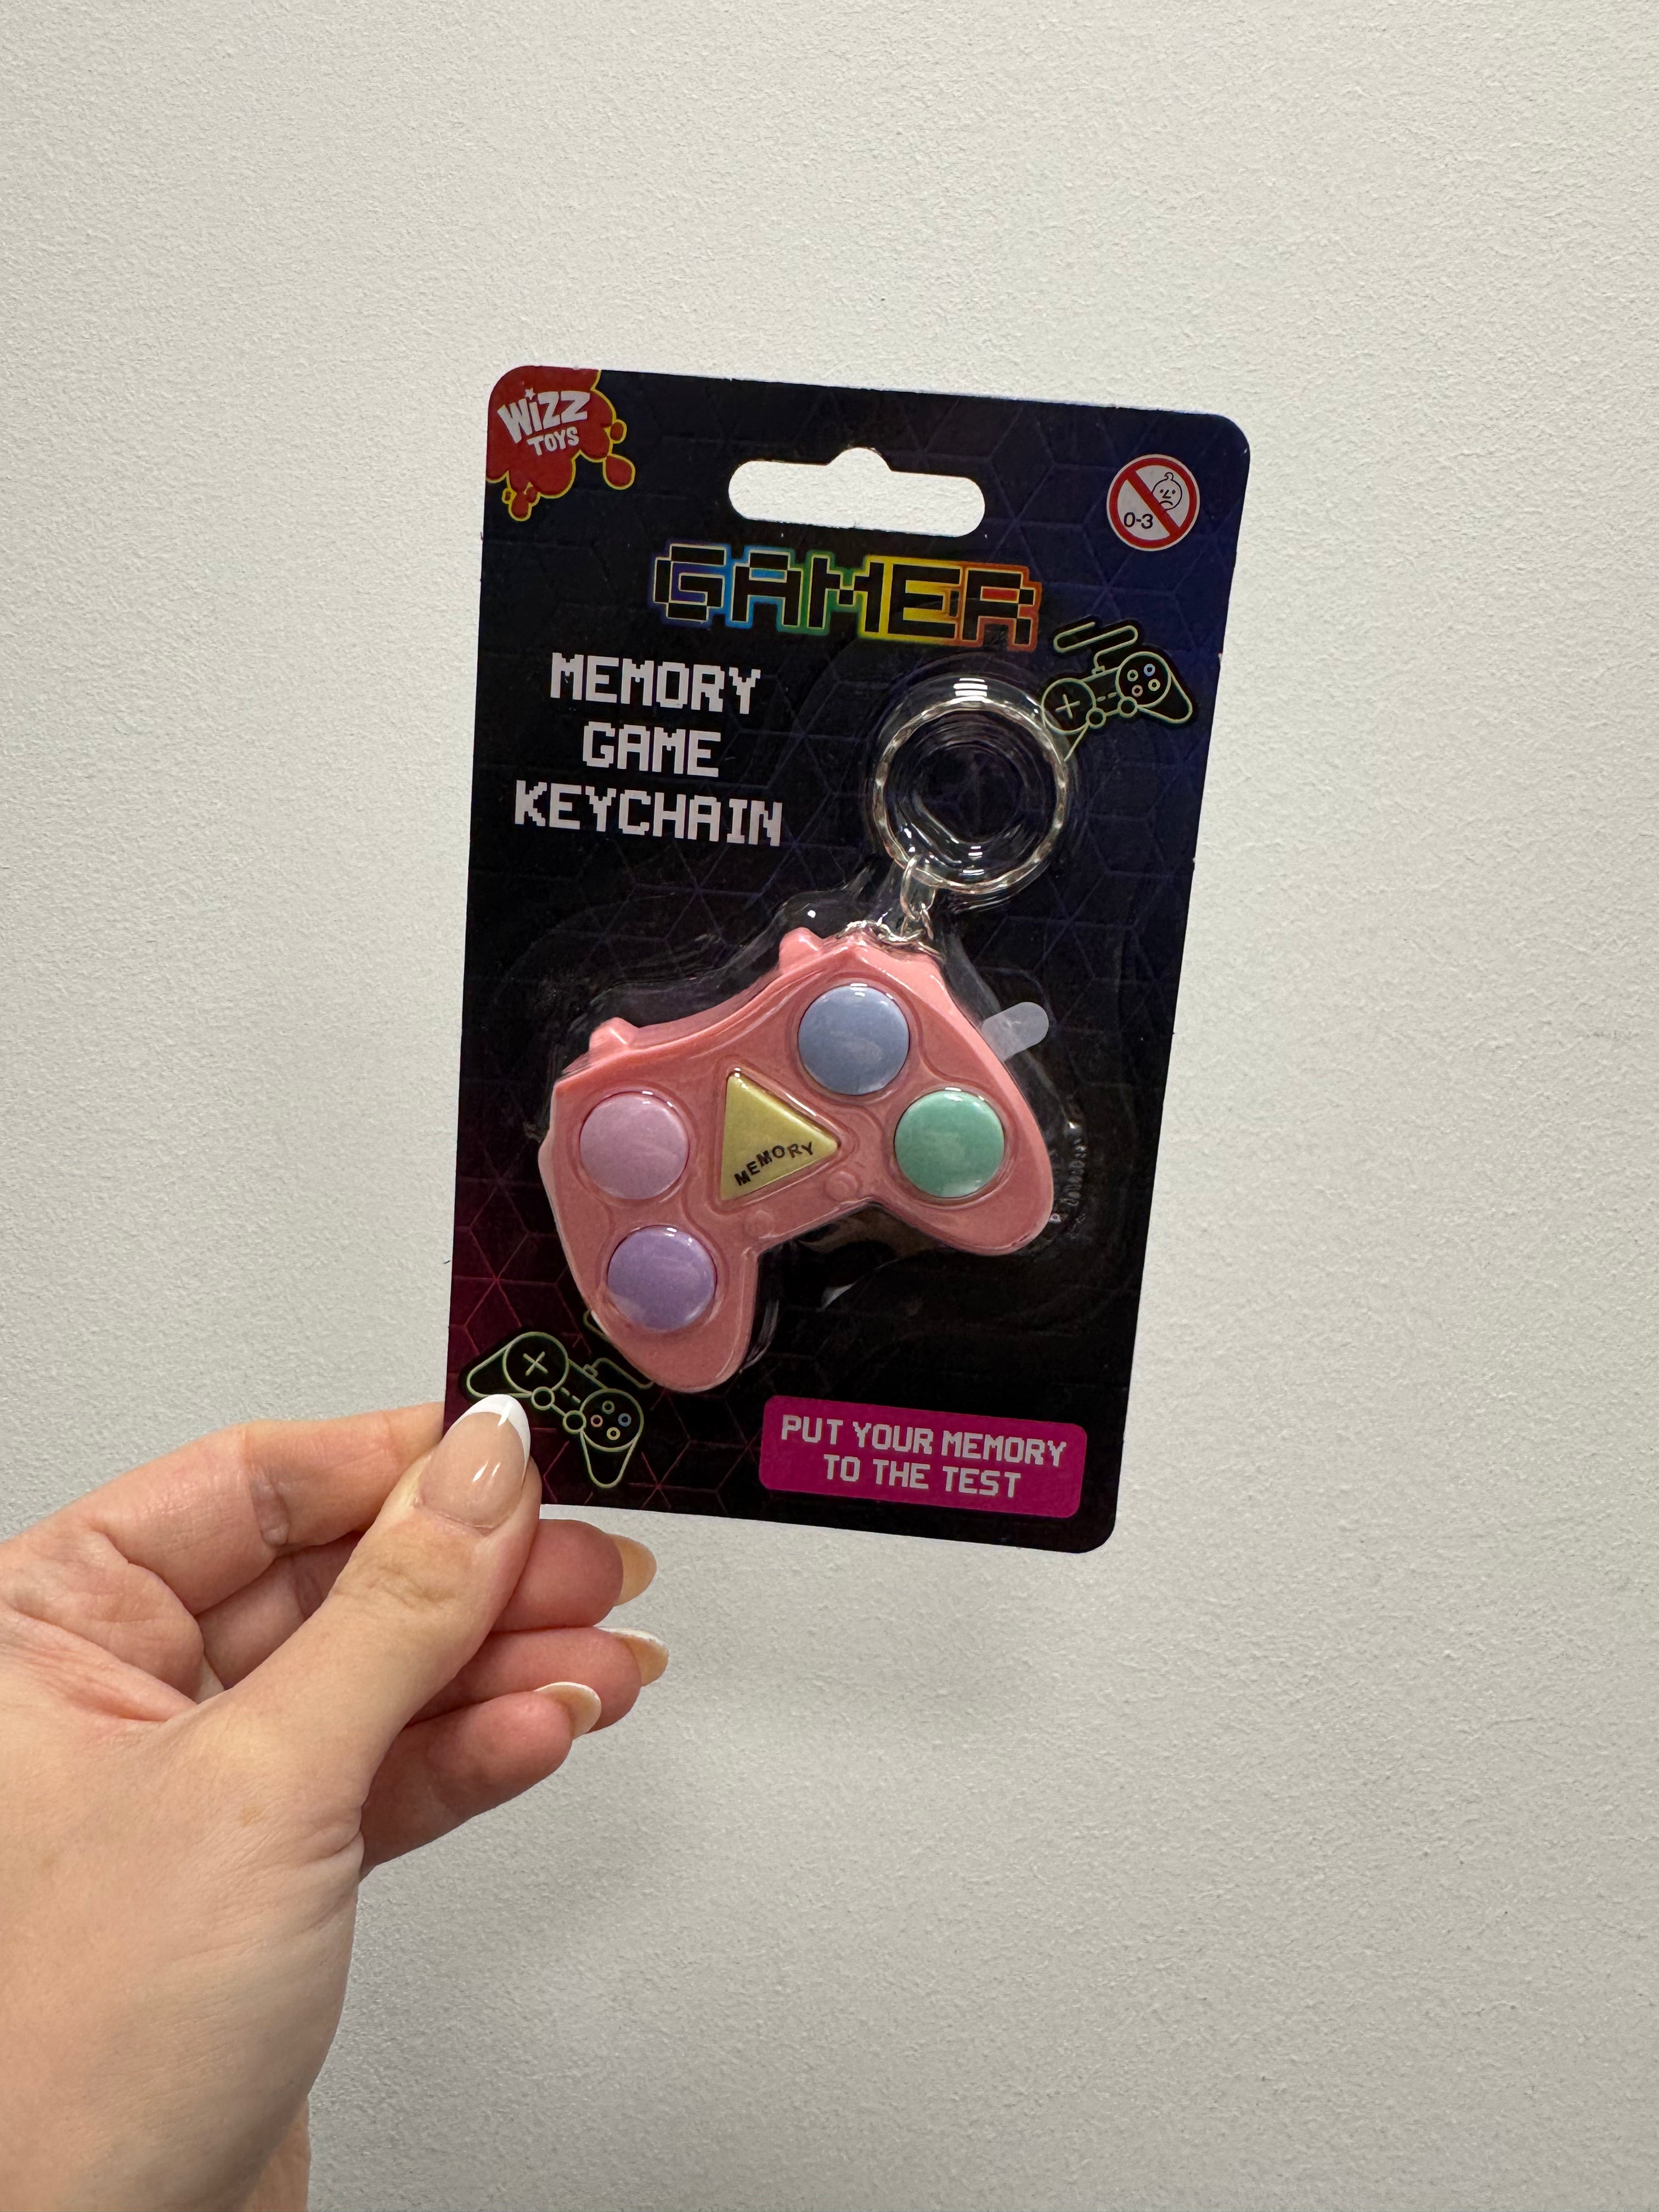 WiZZ
TOYS
0-3
GAMER
MEMORY
GAME
KEYCHAIN
MEMORY
PUT YOUR MEMORY
TO THE TEST